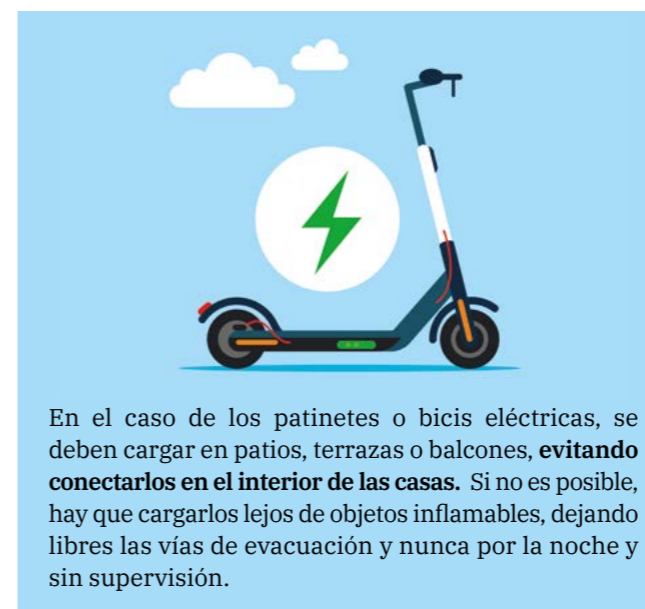 En el caso de los patinetes o bicis eléctricas, se
deben cargar en patios, terrazas o balcones, evitando
conectarlos en el interior de las casas. Si no es posible,
hay que cargarlos lejos de objetos inflamables, dejando
libres las vías de evacuación y nunca por la noche y
sin supervisión.